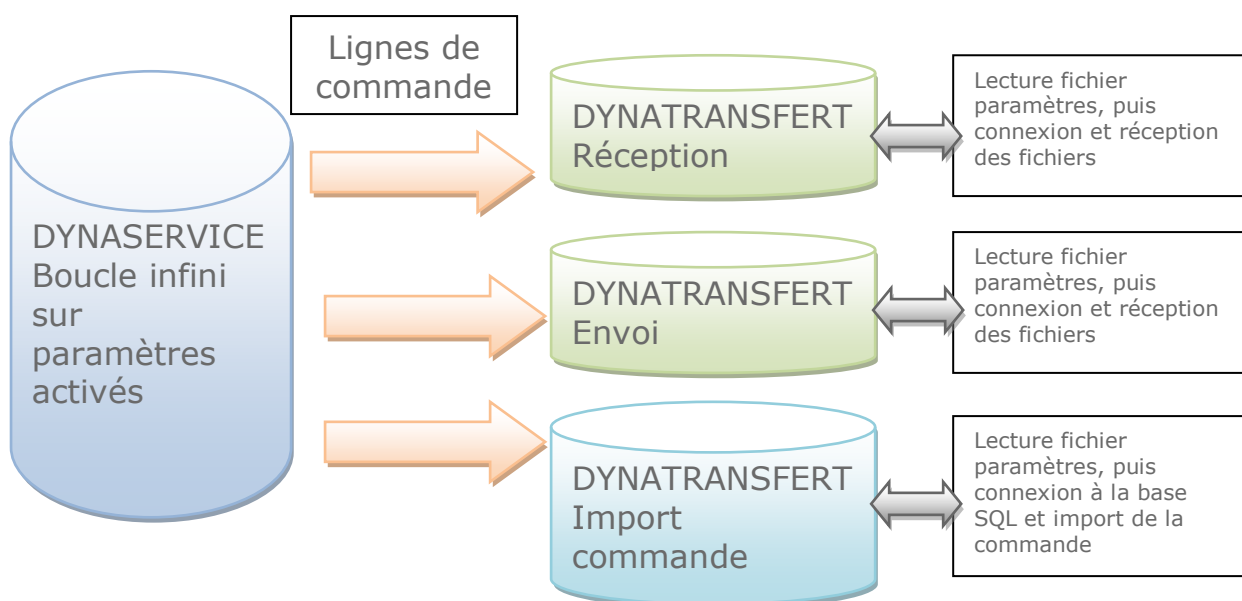 Lignes de
commande
DYNASERVICE
Boucle infini
sur
paramètres
activés
DYNATRANSFERT
Réception
Lecture fichier
paramètres, puis
connexion et réception
des fichiers
DYNATRANSFERT
Envoi
Lecture fichier
paramètres, puis
connexion et réception
des fichiers
DYNATRANSFERT
Import
commande
Lecture fichier
paramètres, puis
connexion à la base
SQL et import de la
commande